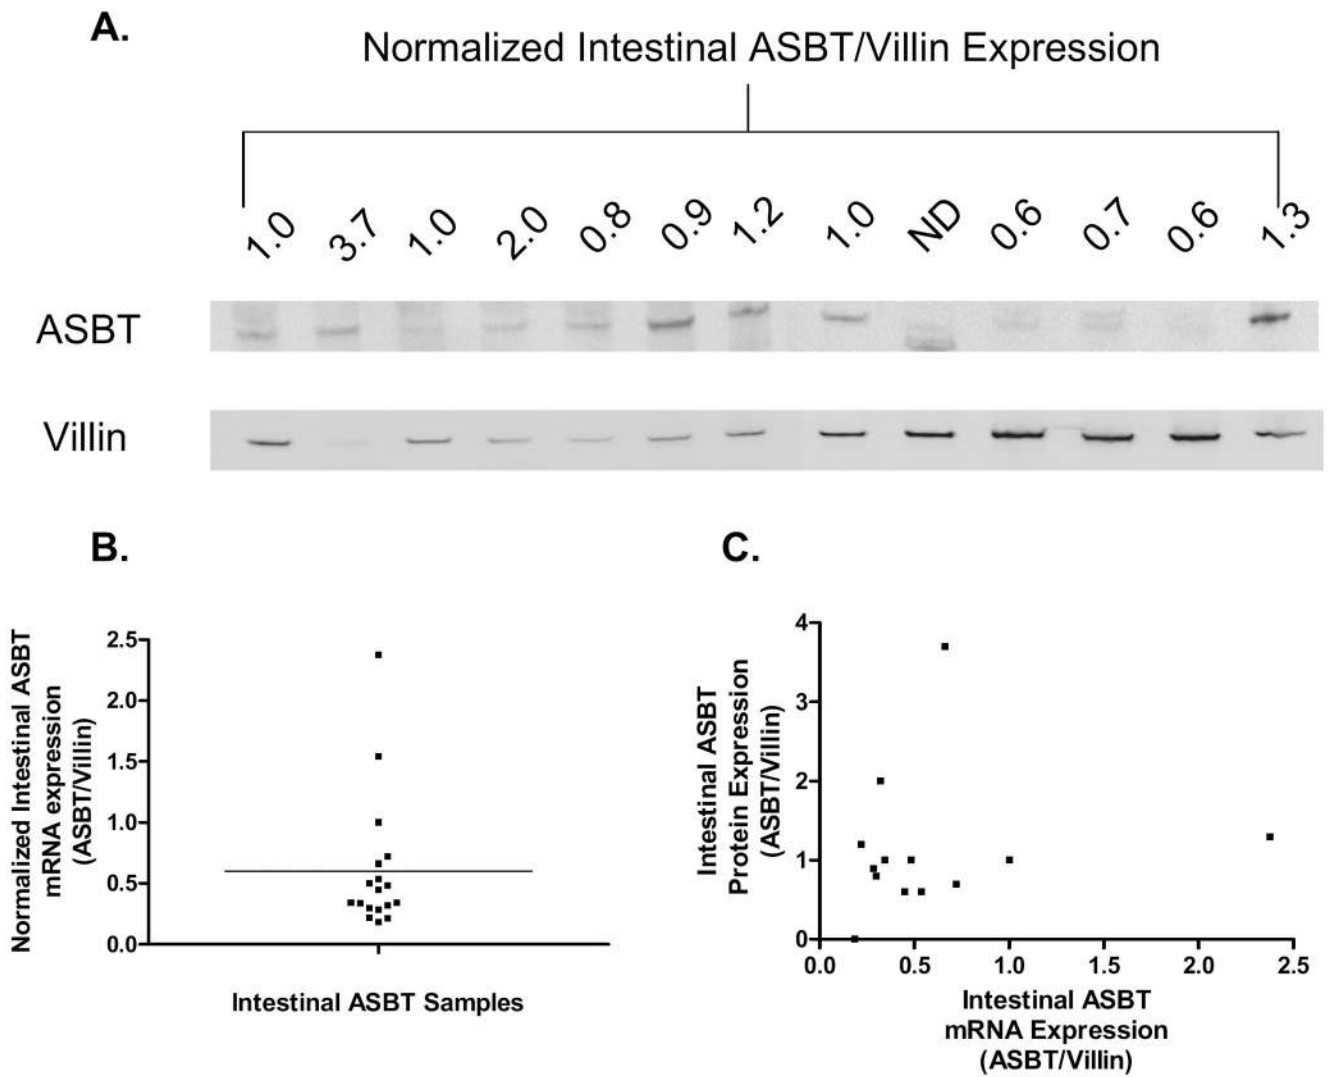 A.
Normalized Intestinal ASBT/Villin Expression
1.0 3.7 1.0 2.0 0.8 0.9 1.2 1.0 ND 0.6 0.7 0.6 1.3
ASBT
Villin
B.
Normalized Intestinal ASBT
mRNA expression
(ASBT/Villin)
2.5
2.0
1.5
1.0
0.5
0.0
Intestinal ASBT Samples
C.
Intestinal ASBT
Protein Expression
(ASBT/Villin)
4
3
2
1
0
0.0 0.5 1.0 1.5 2.0 2.5
Intestinal ASBT
mRNA Expression
(ASBT/Villin)